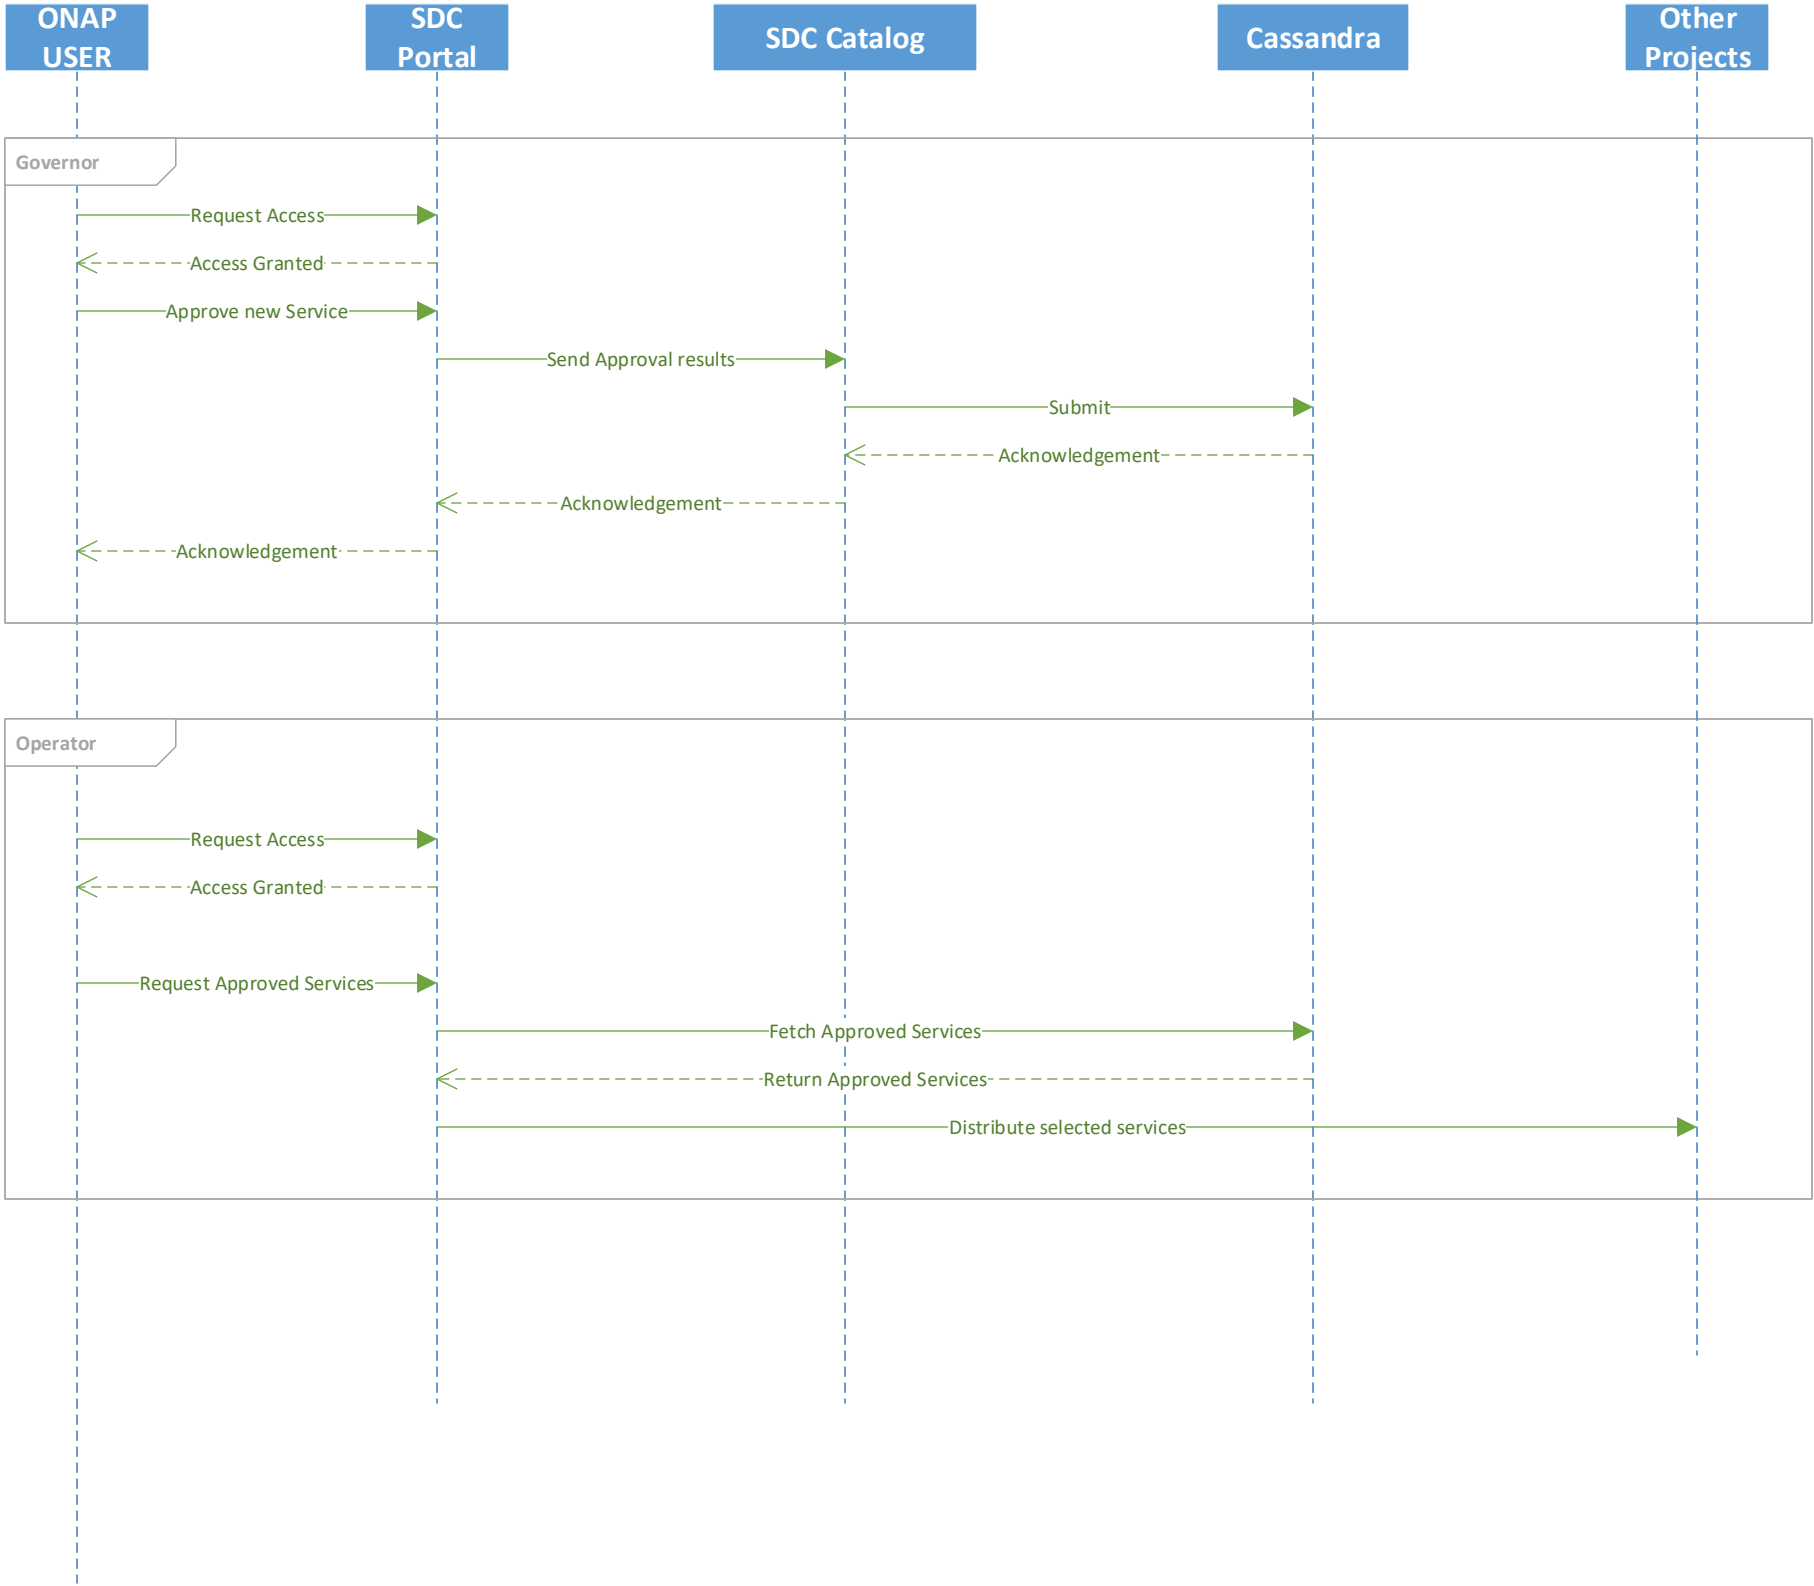 ONAP
USER
SDC
Portal
SDC Catalog
Cassandra
Other
Projects
Governor
Request Access
Access Granted
Approve new Service
Send Approval results
Submit
Acknowledgement
Acknowledgement
Acknowledgement
Operator
Request Access
Access Granted
Request Approved Services
Fetch Approved Services
Return Approved Services
Distribute selected services